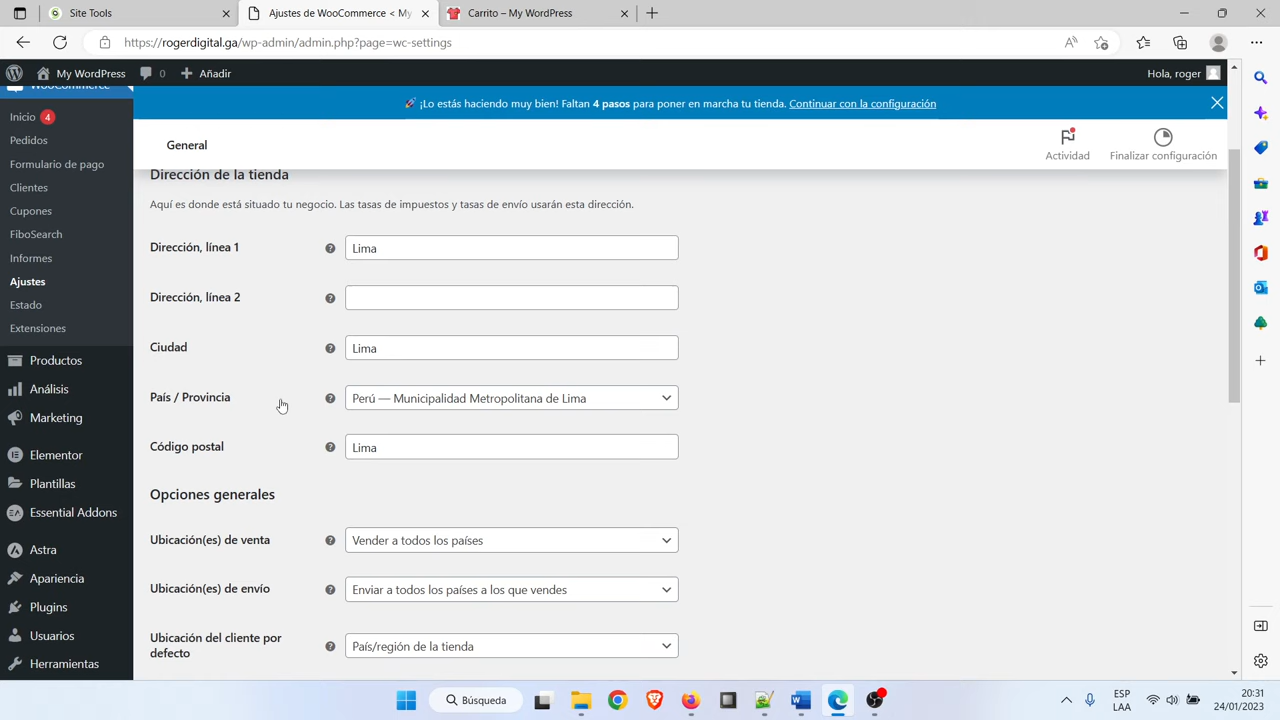 Site Tools
Ajustes de WooCommerce < My
Carrito – My WordPress
https://rogerdigital.ga/wp-admin/admin.php?page=wc-settings
My WordPress
0
Añadir
Hola, roger
WooCommerce
🚀 ¡Lo estás haciendo muy bien! Faltan 4 pasos para poner en marcha tu tienda. Continuar con la configuración
Inicio 4
Pedidos
Formulario de pago
Clientes
Cupones
FiboSearch
Informes
Ajustes
Estado
Extensiones
Productos
Análisis
Marketing
Elementor
Plantillas
Essential Addons
Astra
Apariencia
Plugins
Usuarios
Herramientas
General
Actividad
Finalizar configuración
Dirección de la tienda
Aquí es donde está situado tu negocio. Las tasas de impuestos y tasas de envío usarán esta dirección.
Dirección, línea 1
Lima
Dirección, línea 2
Ciudad
Lima
País / Provincia
Perú — Municipalidad Metropolitana de Lima
Código postal
Lima
Opciones generales
Ubicación(es) de venta
Vender a todos los países
Ubicación(es) de envío
Enviar a todos los países a los que vendes
Ubicación del cliente por
defecto
País/región de la tienda
Búsqueda
ESP
LAA
20:31
24/01/2023